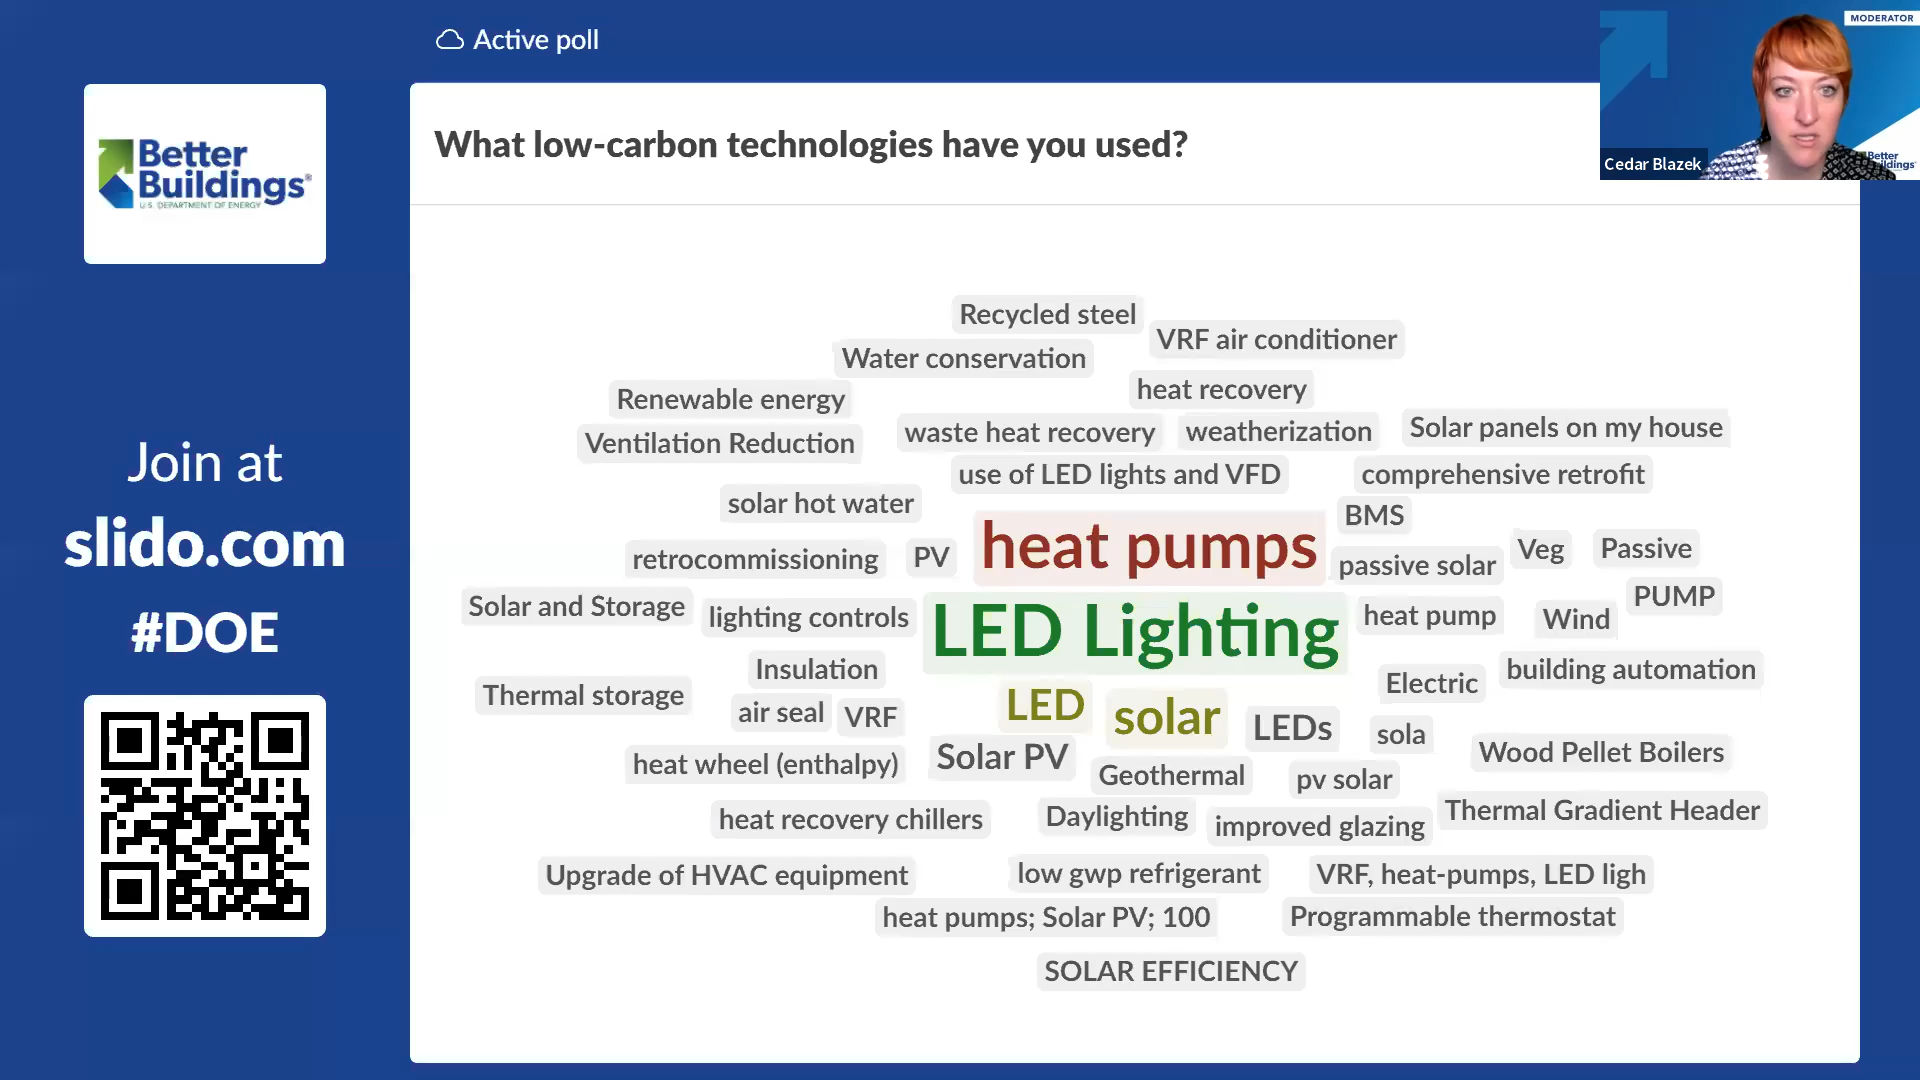 Active poll
MODERATOR
Better
Buildings®
U.S. DEPARTMENT OF ENERGY
What low-carbon technologies have you used?
Cedar Blazek
Better
Join at
slido.com
#DOE
Recycled steel
VRF air conditioner
Water conservation
heat recovery
Renewable energy
Ventilation Reduction
waste heat recovery
weatherization
Solar panels on my house
use of LED lights and VFD
comprehensive retrofit
solar hot water
BMS
heat pumps
retrocommissioning
PV
passive solar
Veg
Passive
Solar and Storage
lighting controls
LED Lighting
heat pump
Wind
PUMP
Insulation
Electric
building automation
Thermal storage
air seal
VRF
LED
solar
LEDs
sola
Wood Pellet Boilers
heat wheel (enthalpy)
Solar PV
Geothermal
pv solar
heat recovery chillers
Daylighting
improved glazing
Thermal Gradient Header
Upgrade of HVAC equipment
low gwp refrigerant
VRF, heat-pumps, LED ligh
heat pumps; Solar PV; 100
Programmable thermostat
SOLAR EFFICIENCY